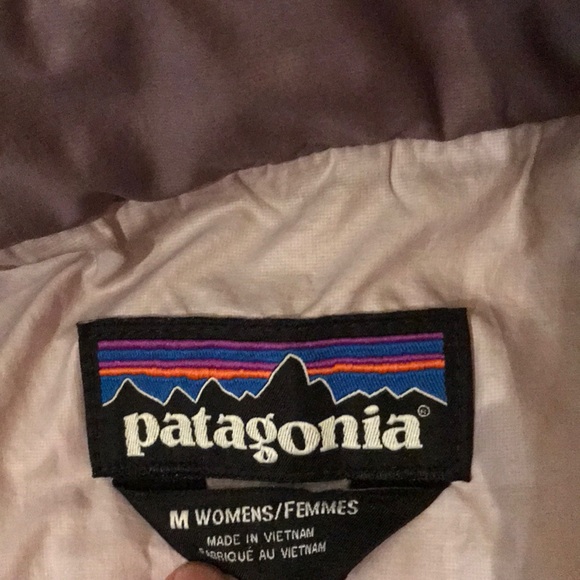 patagonia®
M WOMENS/FEMMES
MADE IN VIETNAM
FABRIQUÉ AU VIETNAM